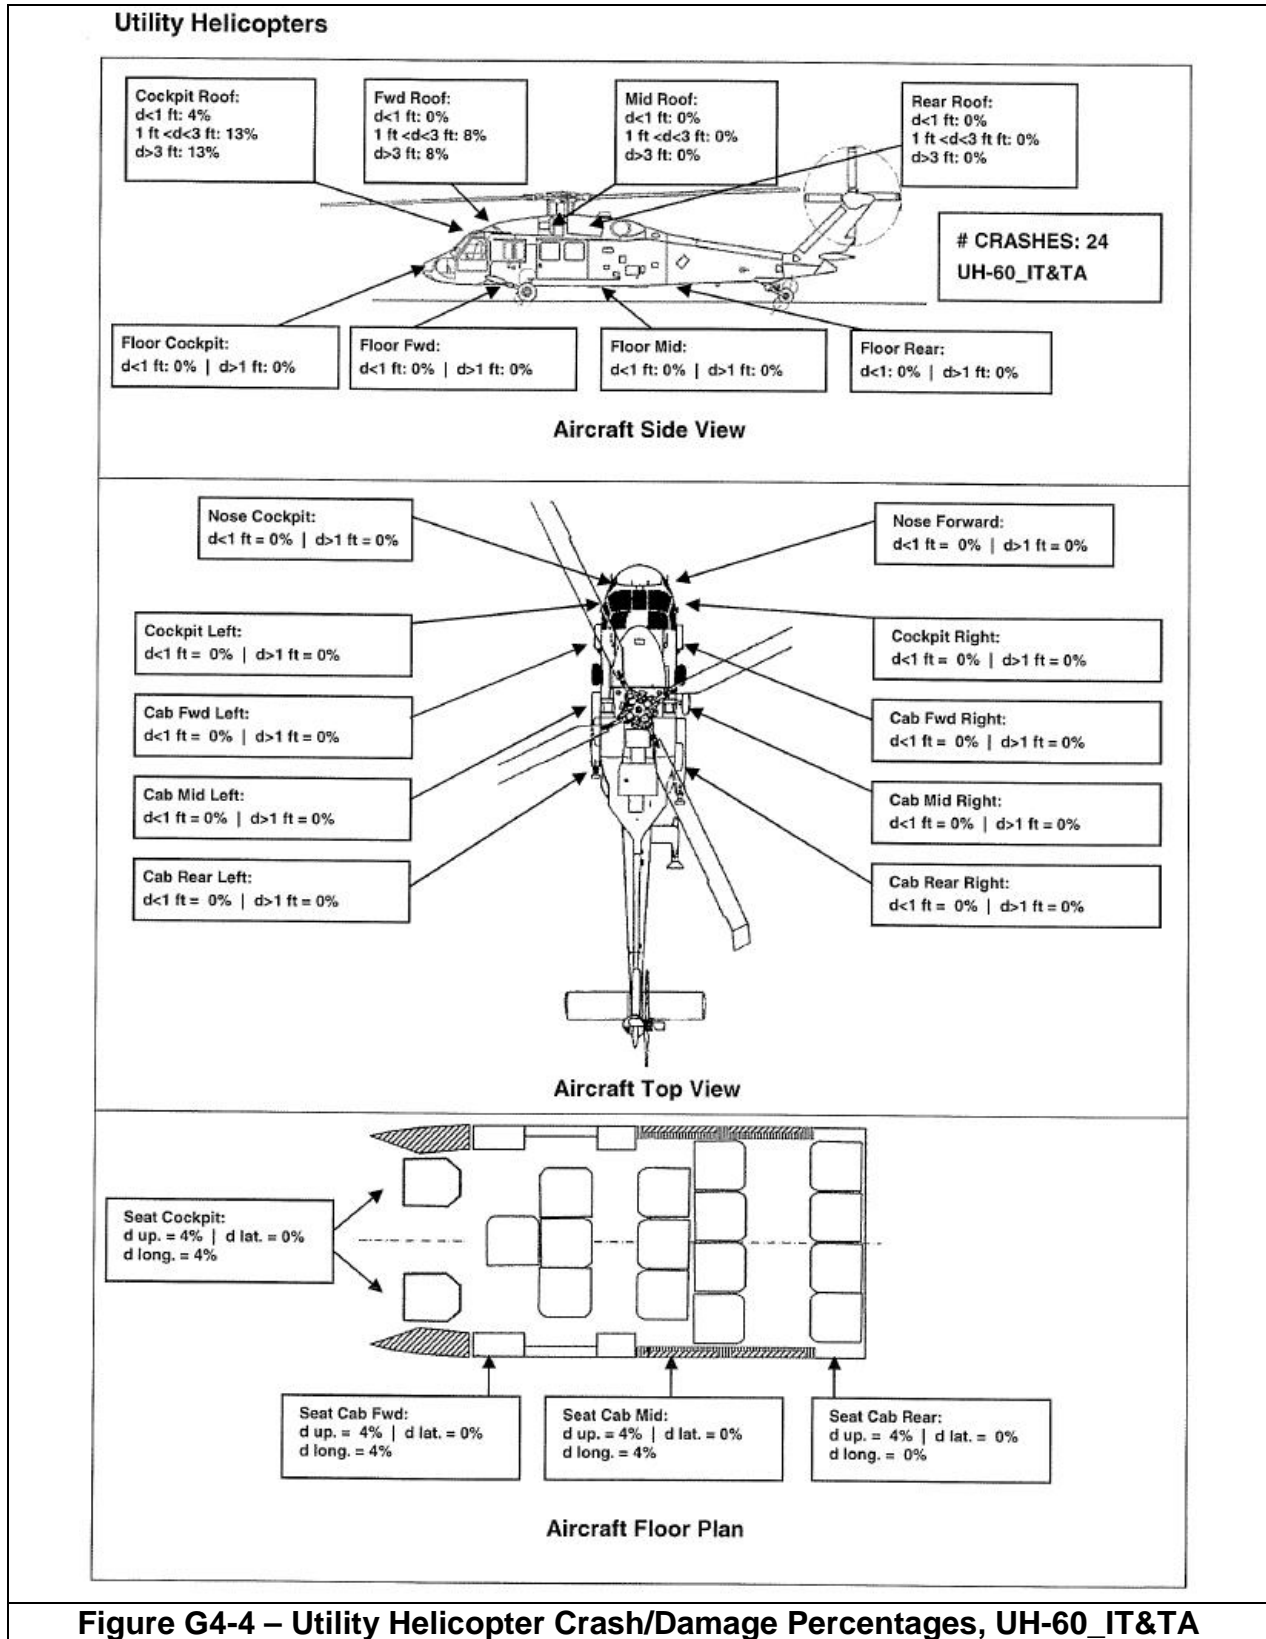 Utility Helicopters
Cockpit Roof:
d<1 ft: 4%
1 ft <d<3 ft: 13%
d>3 ft: 13%
Fwd Roof:
d<1 ft: 0%
1 ft <d<3 ft: 8%
d>3 ft: 8%
Mid Roof:
d<1 ft: 0%
1 ft <d<3 ft: 0%
d>3 ft: 0%
Rear Roof:
d<1 ft: 0%
1 ft <d<3 ft ft: 0%
d>3 ft: 0%
# CRASHES: 24
UH-60_IT&TA
Floor Cockpit:
d<1 ft: 0% | d>1 ft: 0%
Floor Fwd:
d<1 ft: 0% | d>1 ft: 0%
Floor Mid:
d<1 ft: 0% | d>1 ft: 0%
Floor Rear:
d<1: 0% | d>1 ft: 0%
Aircraft Side View
Nose Cockpit:
d<1 ft = 0% | d>1 ft = 0%
Nose Forward:
d<1 ft = 0% | d>1 ft = 0%
Cockpit Left:
d<1 ft = 0% | d>1 ft = 0%
Cockpit Right:
d<1 ft = 0% | d>1 ft = 0%
Cab Fwd Left:
d<1 ft = 0% | d>1 ft = 0%
Cab Fwd Right:
d<1 ft = 0% | d>1 ft = 0%
Cab Mid Left:
d<1 ft = 0% | d>1 ft = 0%
Cab Mid Right:
d<1 ft = 0% | d>1 ft = 0%
Cab Rear Left:
d<1 ft = 0% | d>1 ft = 0%
Cab Rear Right:
d<1 ft = 0% | d>1 ft = 0%
Aircraft Top View
Seat Cockpit:
d up. = 4% | d lat. = 0%
d long. = 4%
Seat Cab Fwd:
d up. = 4% | d lat. = 0%
d long. = 4%
Seat Cab Mid:
d up. = 4% | d lat. = 0%
d long. = 4%
Seat Cab Rear:
d up. = 4% | d lat. = 0%
d long. = 0%
Aircraft Floor Plan
Figure G4-4 – Utility Helicopter Crash/Damage Percentages, UH-60_IT&TA